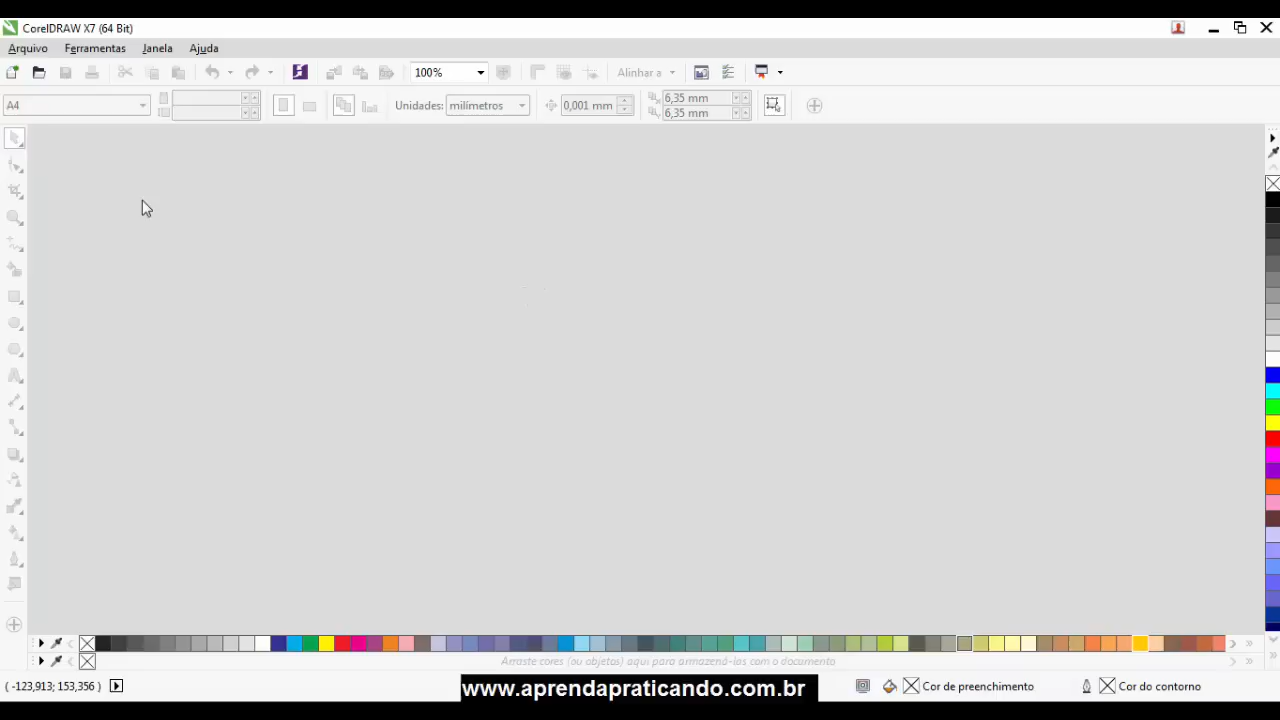 CorelDRAW X7 (64 Bit)
Arquivo Ferramentas Janela Ajuda
100% Alinhar a
A4 Unidades: milímetros 0,001 mm 6,35 mm
6,35 mm
Arraste cores (ou objetos) aqui para armazená-las com o documento
( -123,913; 153,356 ) Cor de preenchimento Cor do contorno
www.aprendapraticando.com.br